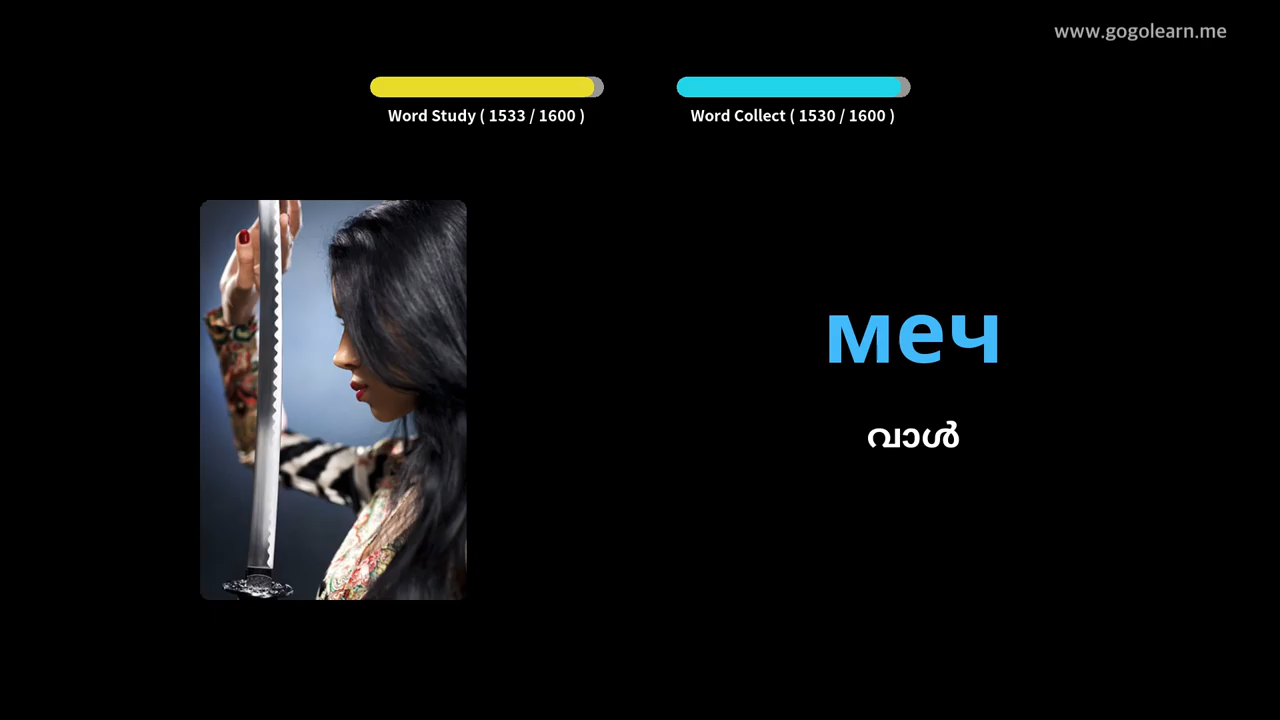 www.gogolearn.me
Word Study ( 1533 / 1600 )
Word Collect ( 1530 / 1600 )
меч
വാൾ